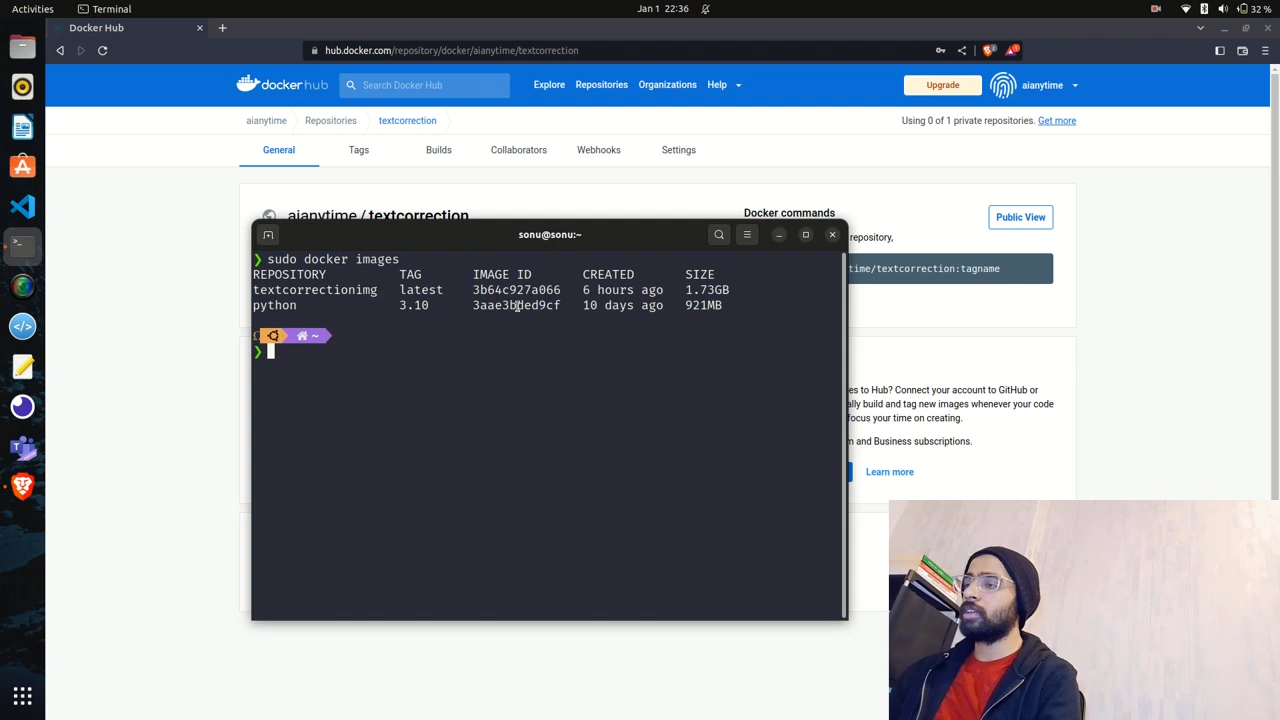 Activities Terminal Jan 1 22:36 32 %
Docker Hub
hub.docker.com/repository/docker/aianytime/textcorrection
dockerhub Search Docker Hub Explore Repositories Organizations Help Upgrade aianytime
aianytime Repositories textcorrection Using 0 of 1 private repositories. Get more
General Tags Builds Collaborators Webhooks Settings
aianytime / textcorrection Docker commands Public View
sonu@sonu:~ repository,
❯ sudo docker images
REPOSITORY TAG IMAGE ID CREATED SIZE
textcorrectionimg latest 3b64c927a066 6 hours ago 1.73GB
python 3.10 3aae3bded9cf 10 days ago 921MB
~
❯
time/textcorrection:tagname
es to Hub? Connect your account to GitHub or
ally build and tag new images whenever your code
focus your time on creating.
m and Business subscriptions.
Learn more